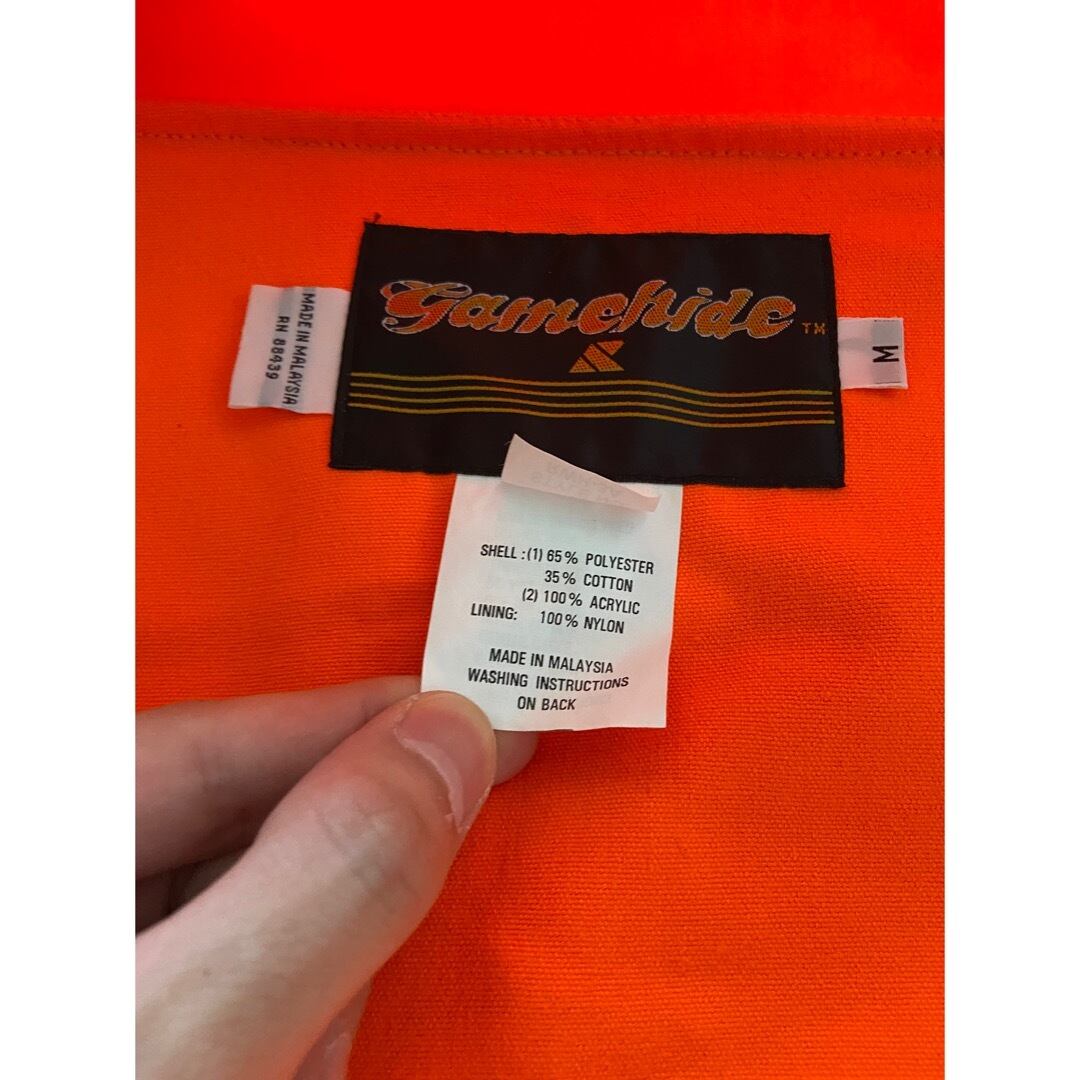 gamehide TM
MADE IN MALAYSIA
RN 88439
M
SHELL :(1) 65% POLYESTER
35% COTTON
(2) 100% ACRYLIC
LINING: 100% NYLON
MADE IN MALAYSIA
WASHING INSTRUCTIONS
ON BACK